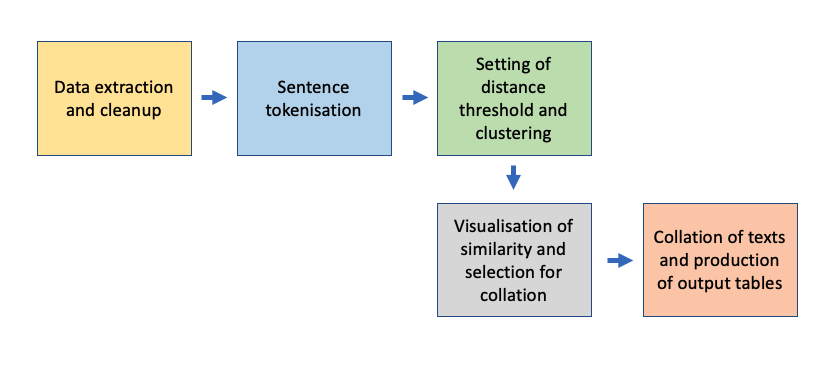 Data extraction
and cleanup
Sentence
tokenisation
Setting of
distance
threshold and
clustering
Visualisation of
similarity and
selection for
collation
Collation of texts
and production
of output tables